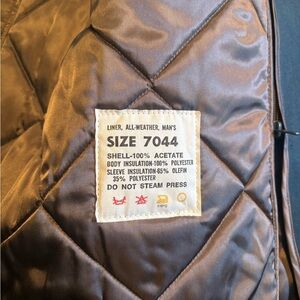 LINER, ALL-WEATHER, MAN'S
SIZE 7044
SHELL-100% ACETATE
BODY INSULATION-100% POLYESTER
SLEEVE INSULATION-65% OLEFIN
35% POLYESTER
DO NOT STEAM PRESS